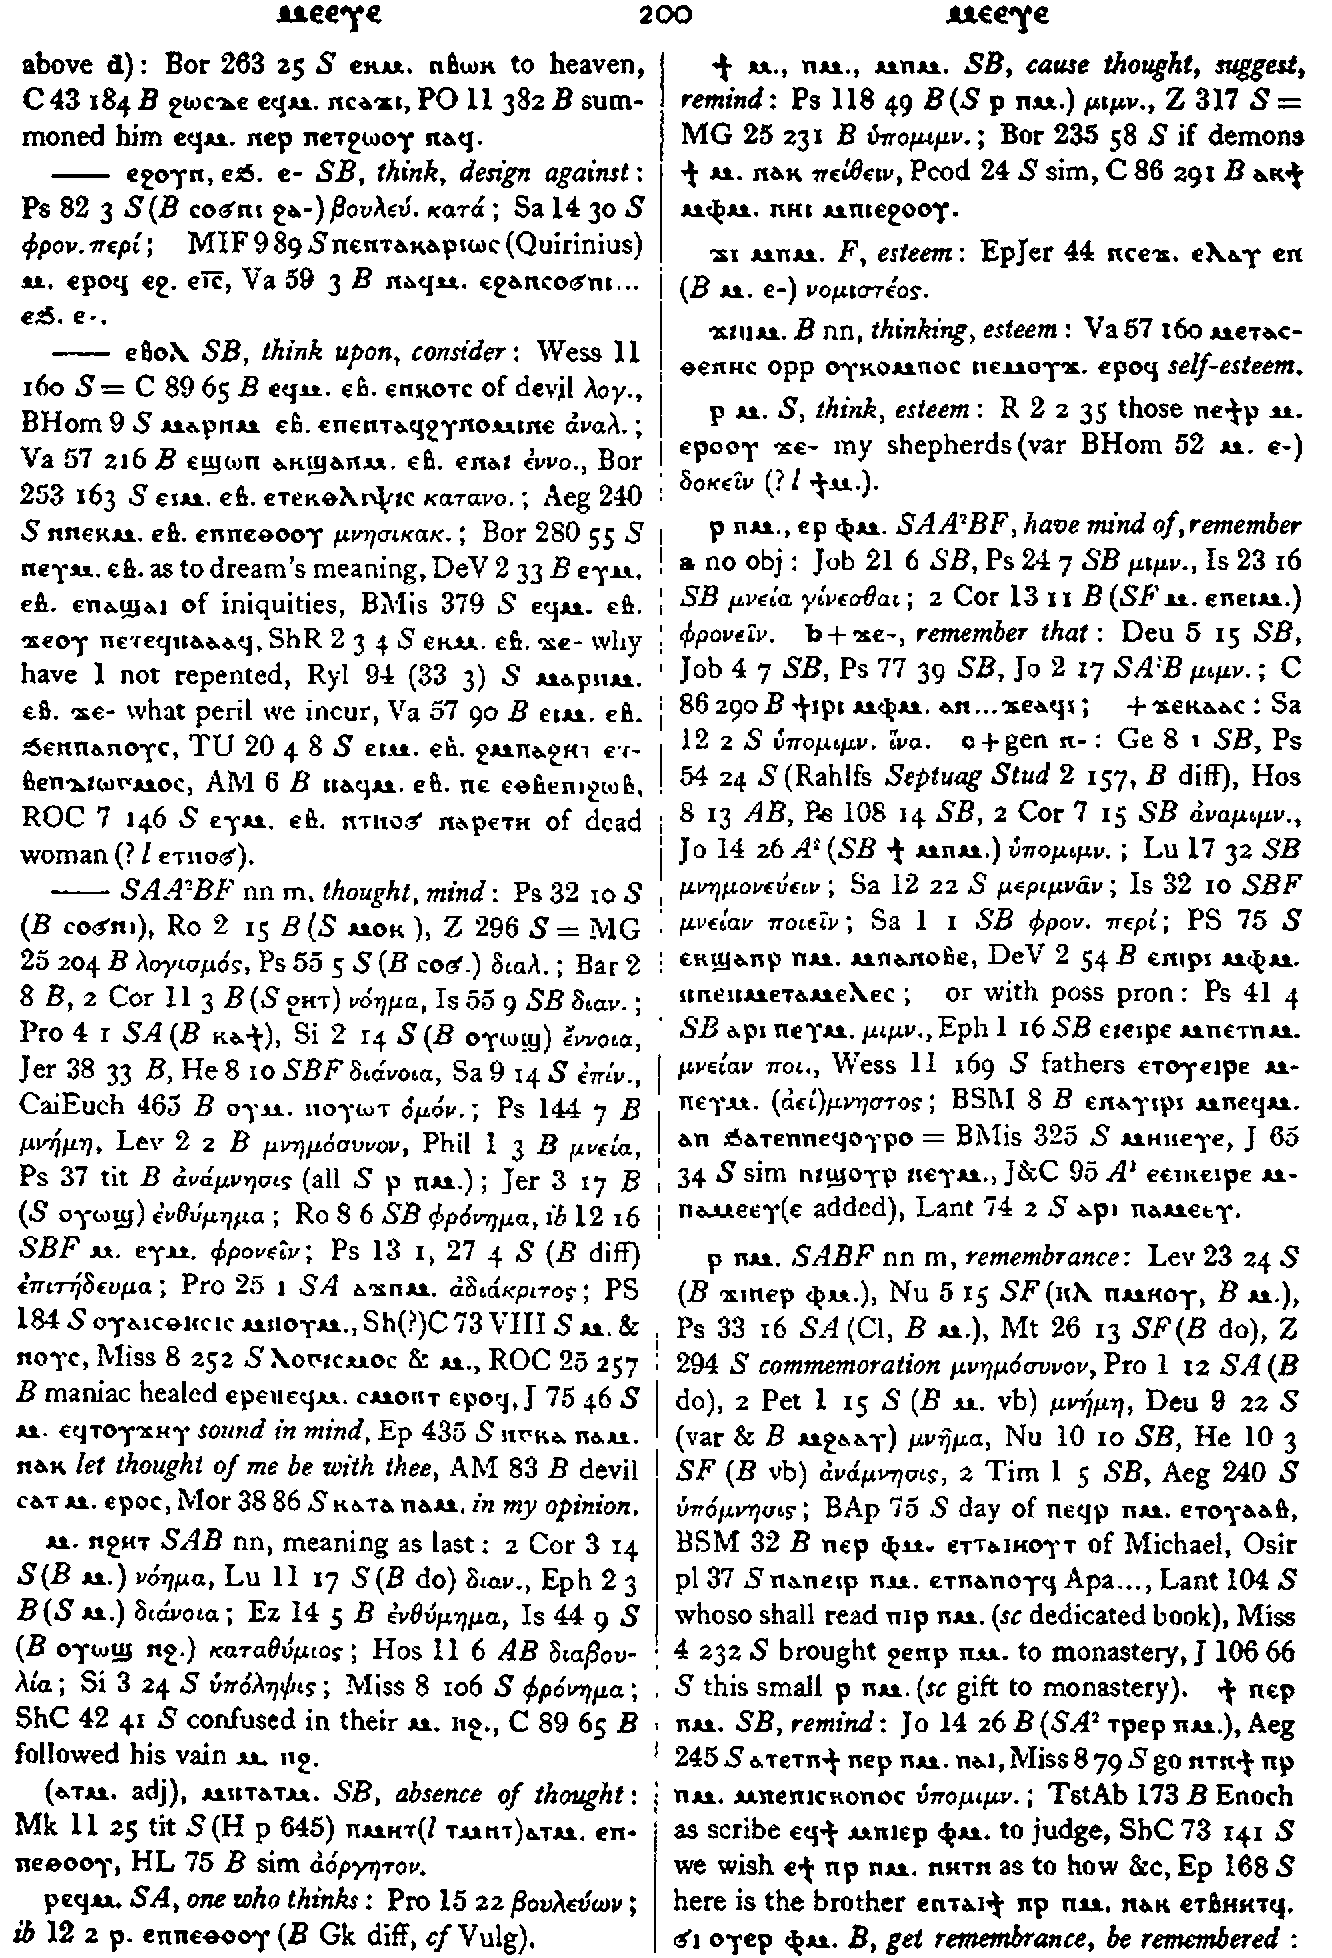 ⲙⲉⲉⲩⲉ 200 ⲙⲉⲉⲩⲉ
above d): Bor 263 25 S ⲉⲕⲙ. ⲛⲃⲱⲕ to heaven,
C 43 184 B ϩⲱⲥϫⲉ ⲉϥⲙ. ⲛⲥⲁϫⲓ, PO 11 382 B sum-
moned him ⲉϥⲙ. ⲛⲉⲣ ⲡⲉⲧϩⲱⲟⲩ ⲛⲁϥ.
—— ⲉϩⲟⲩⲛ, ⲉϧ. ⲉ- SB, think, design against:
Ps 82 3 S (B ⲥⲟϭⲛⲓ ϩⲁ-) βουλεύ. κατά; Sa 14 30 S
φρον. περί; MIF 9 89 S ⲡⲉⲛⲧⲁⲕⲁⲣⲓⲱⲥ (Quirinius)
ⲙ. ⲉⲣⲟϥ ⲉϩ. ⲉⲓ̅ⲥ̅, Va 59 3 B ⲛⲁϥⲙ. ⲉϩⲁⲛⲥⲟϭⲛⲓ...
ⲉϧ. ⲉ-.
—— ⲉⲃⲟⲗ SB, think upon, consider: Wess 11
160 S = C 89 65 B ⲉϥⲙ. ⲉⲃ. ⲉⲛⲕⲟⲧⲥ of devil λογ.,
BHom 9 S ⲙⲁⲣⲛⲙ ⲉⲃ. ⲉⲡⲉⲛⲧⲁϥϩⲩⲡⲟⲙⲓⲛⲉ ἀναλ.;
Va 57 216 B ⲉϣⲱⲡ ⲁⲕϣⲁⲛⲙ. ⲉⲃ. ⲉⲡⲁⲓ ἐννο., Bor
253 163 S ⲉⲓⲙ. ⲉⲃ. ⲉⲧⲉⲕⲑⲗⲓⲯⲓⲥ κατανο.; Aeg 240
S ⲛⲛⲉⲕⲙ. ⲉⲃ. ⲉⲡⲡⲉⲑⲟⲟⲩ μνησικακ.; Bor 280 55 S
ⲛⲉⲩⲙ. ⲉⲃ. as to dream's meaning, DeV 2 33 B ⲉⲩⲙ.
ⲉⲃ. ⲉⲡⲁϣⲁⲓ of iniquities, BMis 379 S ⲉϥⲙ. ⲉⲃ.
ϫⲉⲟⲩ ⲡⲉⲧⲉϥⲛⲁⲁⲁϥ, ShR 2 3 4 S ⲉⲕⲙ. ⲉⲃ. ϫⲉ- why
have I not repented, Ryl 94 (33 3) S ⲙⲁⲣⲛⲙ.
ⲉⲃ. ϫⲉ- what peril we incur, Va 57 90 B ⲉⲓⲙ. ⲉⲃ.
ϧⲉⲛⲡⲁⲛⲟⲩⲥ, TU 20 4 8 S ⲉⲓⲙ. ⲉⲃ. ϩⲙⲡⲁϩⲏⲧ ⲉⲧ-
ⲃⲉⲡϫⲓⲱⲅⲙⲟⲥ, AM 6 B ⲛⲁϥⲙ. ⲉⲃ. ⲡⲉ ⲉⲑⲃⲉⲡⲓϩⲱⲃ,
ROC 7 146 S ⲉⲩⲙ. ⲉⲃ. ⲛⲧⲛⲟϭ ⲛⲁⲣⲉⲧⲏ of dead
woman (? l ⲉⲧⲛⲟϭ).
—— SAA²BF nn m, thought, mind: Ps 32 10 S
(B ⲥⲟϭⲛⲓ), Ro 2 15 B (S ⲙⲟⲕ ), Z 296 S = MG
25 204 B λογισμός, Ps 55 5 S (B ⲥⲟϭ.) διαλ.; Bar 2
8 B, 2 Cor 11 3 B (S ϩⲏⲧ) νόημα, Is 55 9 SB διαν.;
Pro 4 1 SA (B ⲕⲁϯ), Si 2 14 S (B ⲟⲩⲱϣ) ἔννοια,
Jer 38 33 B, He 8 10 SBF διάνοια, Sa 9 14 S ἐπίν.,
CaiEuch 465 B ⲟⲩⲙ. ⲛⲟⲩⲱⲧ ὁμόν.; Ps 144 7 B
μνήμη, Lev 2 2 B μνημόσυνον, Phil 1 3 B μνεία,
Ps 37 tit B ἀνάμνησις (all S ⲣ ⲡⲙ.); Jer 3 17 B
(S ⲟⲩⲱϣ) ἐνθύμημα; Ro 8 6 SB φρόνημα, ib 12 16
SBF ⲙ. ⲉⲩⲙ. φρονεῖν; Ps 13 1, 27 4 S (B diff)
ἐπιτήδευμα; Pro 25 1 SA ⲁϫⲡⲙ. ἀδιάκριτος; PS
184 S ⲟⲩⲁⲓⲥⲑⲏⲥⲓⲥ ⲙⲛⲟⲩⲙ., Sh(?)C 73 VIII S ⲙ. &
ⲛⲟⲩⲥ, Miss 8 252 S ⲗⲟⲅⲓⲥⲙⲟⲥ & ⲙ., ROC 25 257
B maniac healed ⲉⲣⲉⲡⲉϥⲙ. ⲥⲙⲟⲛⲧ ⲉⲣⲟϥ, J 75 46 S
ⲙ. ⲉϥⲧⲟⲩϫⲏⲩ sound in mind, Ep 435 S ⲛⲅⲕⲁ ⲡⲁⲙ.
ⲛⲁⲕ let thought of me be with thee, AM 83 B devil
ⲥⲁⲧ ⲙ. ⲉⲣⲟⲥ, Mor 38 86 S ⲕⲁⲧⲁ ⲡⲁⲙ. in my opinion.
ⲙ. ⲛϩⲏⲧ SAB nn, meaning as last: 2 Cor 3 14
S (B ⲙ.) νόημα, Lu 11 17 S (B do) διαν., Eph 2 3
B (S ⲙ.) διάνοια; Ez 14 5 B ἐνθύμημα, Is 44 9 S
(B ⲟⲩⲱϣ ⲛϩ.) καταθύμιος; Hos 11 6 AB διαβου-
λία; Si 3 24 S ὑπόληψις; Miss 8 106 S φρόνημα;
ShC 42 41 S confused in their ⲙ. ⲛϩ., C 89 65 B
followed his vain ⲙ. ⲛϩ.
(ⲁⲧⲙ. adj), ⲙⲛⲧⲁⲧⲙ. SB, absence of thought:
Mk 11 25 tit S (H p 645) ⲡⲙⲛⲧ(l ⲧⲙⲛⲧ)ⲁⲧⲙ. ⲉⲡ-
ⲡⲉⲑⲟⲟⲩ, HL 75 B sim ἀόργητον.
ⲣⲉϥⲙ. SA, one who thinks: Pro 15 22 βουλεύων;
ib 12 2 ⲣ. ⲉⲡⲡⲉⲑⲟⲟⲩ (B Gk diff, cf Vulg).
ϯ ⲙ., ⲡⲙ., ⲙⲡⲙ. SB, cause thought, suggest,
remind: Ps 118 49 B (S ⲣ ⲡⲙ.) μιμν., Z 317 S =
MG 25 231 B ὑπομιμν.; Bor 235 58 S if demons
ϯ ⲙ. ⲛⲁⲕ πείθειν, Pcod 24 S sim, C 86 291 B ⲁⲕϯ
ⲙⲫⲙ. ⲛⲏⲓ ⲙⲡⲓⲉϩⲟⲟⲩ.
ϫⲓ ⲙⲡⲙ. F, esteem: EpJer 44 ⲛⲥⲉϫ. ⲉⲗⲁⲩ ⲉⲛ
(B ⲙ. ⲉ-) νομιστέος.
ϫⲓⲛⲙ. B nn, thinking, esteem: Va 57 160 ⲙⲉⲧⲁⲥ-
ⲑⲉⲛⲏⲥ opp ⲟⲩⲕⲟⲙⲡⲟⲥ ⲛⲉⲙⲟⲩϫ. ⲉⲣⲟϥ self-esteem.
ⲣ ⲙ. S, think, esteem: R 2 2 35 those ⲛⲉϯⲣ ⲙ.
ⲉⲣⲟⲟⲩ ϫⲉ- my shepherds (var BHom 52 ⲙ. ⲉ-)
δοκεῖν (? l ϯⲙ.).
ⲣ ⲡⲙ., ⲉⲣ ⲫⲙ. SAA²BF, have mind of, remember
a no obj: Job 21 6 SB, Ps 24 7 SB μιμν., Is 23 16
SB μνεία γίνεσθαι; 2 Cor 13 11 B (SF ⲙ. ⲉⲡⲉⲓⲙ.)
φρονεῖν. b + ϫⲉ-, remember that: Deu 5 15 SB,
Job 4 7 SB, Ps 77 39 SB, Jo 2 17 SA²B μιμν.; C
86 290 B ϯⲓⲣⲓ ⲙⲫⲙ. ⲁⲛ...ϫⲉⲁϥⲓ; + ϫⲉⲕⲁⲁⲥ: Sa
12 2 S ὑπομιμν. ἵνα. c + gen ⲛ-: Ge 8 1 SB, Ps
54 24 S (Rahlfs Septuag Stud 2 157, B diff), Hos
8 13 AB, Ps 108 14 SB, 2 Cor 7 15 SB ἀναμιμν.,
Jo 14 26 A² (SB ϯ ⲙⲡⲙ.) ὑπομιμν.; Lu 17 32 SB
μνημονεύειν; Sa 12 22 S μεριμνᾶν; Is 32 10 SBF
μνείαν ποιεῖν; Sa 1 1 SB φρον. περί; PS 75 S
ⲉⲕϣⲁⲛⲣ ⲡⲙ. ⲙⲡⲁⲛⲟⲃⲉ, DeV 2 54 B ⲉⲛⲓⲣⲓ ⲙⲫⲙ.
ⲙⲡⲉⲛⲙⲉⲧⲁⲙⲉⲗⲉⲥ; or with poss pron: Ps 41 4
SB ⲁⲣⲓ ⲡⲉⲩⲙ. μιμν., Eph 1 16 SB ⲉⲓⲉⲓⲣⲉ ⲙⲡⲉⲧⲛⲙ.
μνείαν ποι., Wess 11 169 S fathers ⲉⲧⲟⲩⲉⲓⲣⲉ ⲙ-
ⲡⲉⲩⲙ. (ἀεί)μνηστος; BSM 8 B ⲉⲛⲁⲩⲓⲣⲓ ⲙⲡⲉϥⲙ.
ⲁⲛ ϧⲁⲧⲉⲛⲡⲉϥⲟⲩⲣⲟ = BMis 325 S ⲙⲏⲛⲉⲩⲉ, J 65
34 S sim ⲛⲓϣⲟⲩⲣ ⲡⲉⲩⲙ., J&C 95 A² ⲉⲉⲓⲛⲉⲓⲣⲉ ⲙ-
ⲡⲁⲙⲉⲉⲩ(ⲉ added), Lant 74 2 S ⲁⲣⲓ ⲡⲁⲙⲉⲉⲩ.
ⲣ ⲡⲙ. SABF nn m, remembrance: Lev 23 24 S
(B ϫⲓⲛⲉⲣ ⲫⲙ.), Nu 5 15 SF (ⲏⲗ ⲡⲙⲏⲟⲩ, B ⲙ.),
Ps 33 16 SA (Cl, B ⲙ.), Mt 26 13 SF (B do), Z
294 S commemoration μνημόσυνον, Pro 1 12 SA (B
do), 2 Pet 1 15 S (B ⲙ. vb) μνήμη, Deu 9 22 S
(var & B ⲙϩⲁⲁⲩ) μνῆμα, Nu 10 10 SB, He 10 3
SF (B vb) ἀνάμνησις, 2 Tim 1 5 SB, Aeg 240 S
ὑπόμνησις; BAp 75 S day of ⲡⲉϥⲣ ⲡⲙ. ⲉⲧⲟⲩⲁⲁⲃ,
BSM 32 B ⲡⲉⲣ ⲫⲙ. ⲉⲧⲧⲁⲓⲏⲟⲩⲧ of Michael, Osir
pl 37 S ⲡⲁⲡⲉⲓⲣ ⲡⲙ. ⲉⲧⲛⲁⲛⲟⲩϥ Apa..., Lant 104 S
whoso shall read ⲡⲓⲣ ⲡⲙ. (sc dedicated book), Miss
4 232 S brought ϩⲉⲛⲣ ⲡⲙ. to monastery, J 106 66
S this small ⲣ ⲡⲙ. (sc gift to monastery). ϯ ⲡⲉⲣ
ⲡⲙ. SB, remind: Jo 14 26 B (SA² ⲧⲣⲉⲣ ⲡⲙ.), Aeg
245 S ⲁⲧⲉⲧⲛϯ ⲡⲉⲣ ⲡⲙ. ⲛⲁⲓ, Miss 8 79 S go ⲛⲧⲛϯ ⲡⲣ
ⲡⲙ. ⲙⲡⲉⲡⲓⲥⲕⲟⲡⲟⲥ ὑπομιμν.; TstAb 173 B Enoch
as scribe ⲉϥϯ ⲙⲡⲓⲉⲣ ⲫⲙ. to judge, ShC 73 141 S
we wish ⲉϯ ⲡⲣ ⲡⲙ. ⲛⲏⲧⲛ as to how &c, Ep 168 S
here is the brother ⲉⲛⲧⲁⲓϯ ⲡⲣ ⲡⲙ. ⲛⲁⲕ ⲉⲧⲃⲏⲏⲧϥ.
ϭⲓ ⲟⲩⲉⲣ ⲫⲙ. B, get remembrance, be remembered: